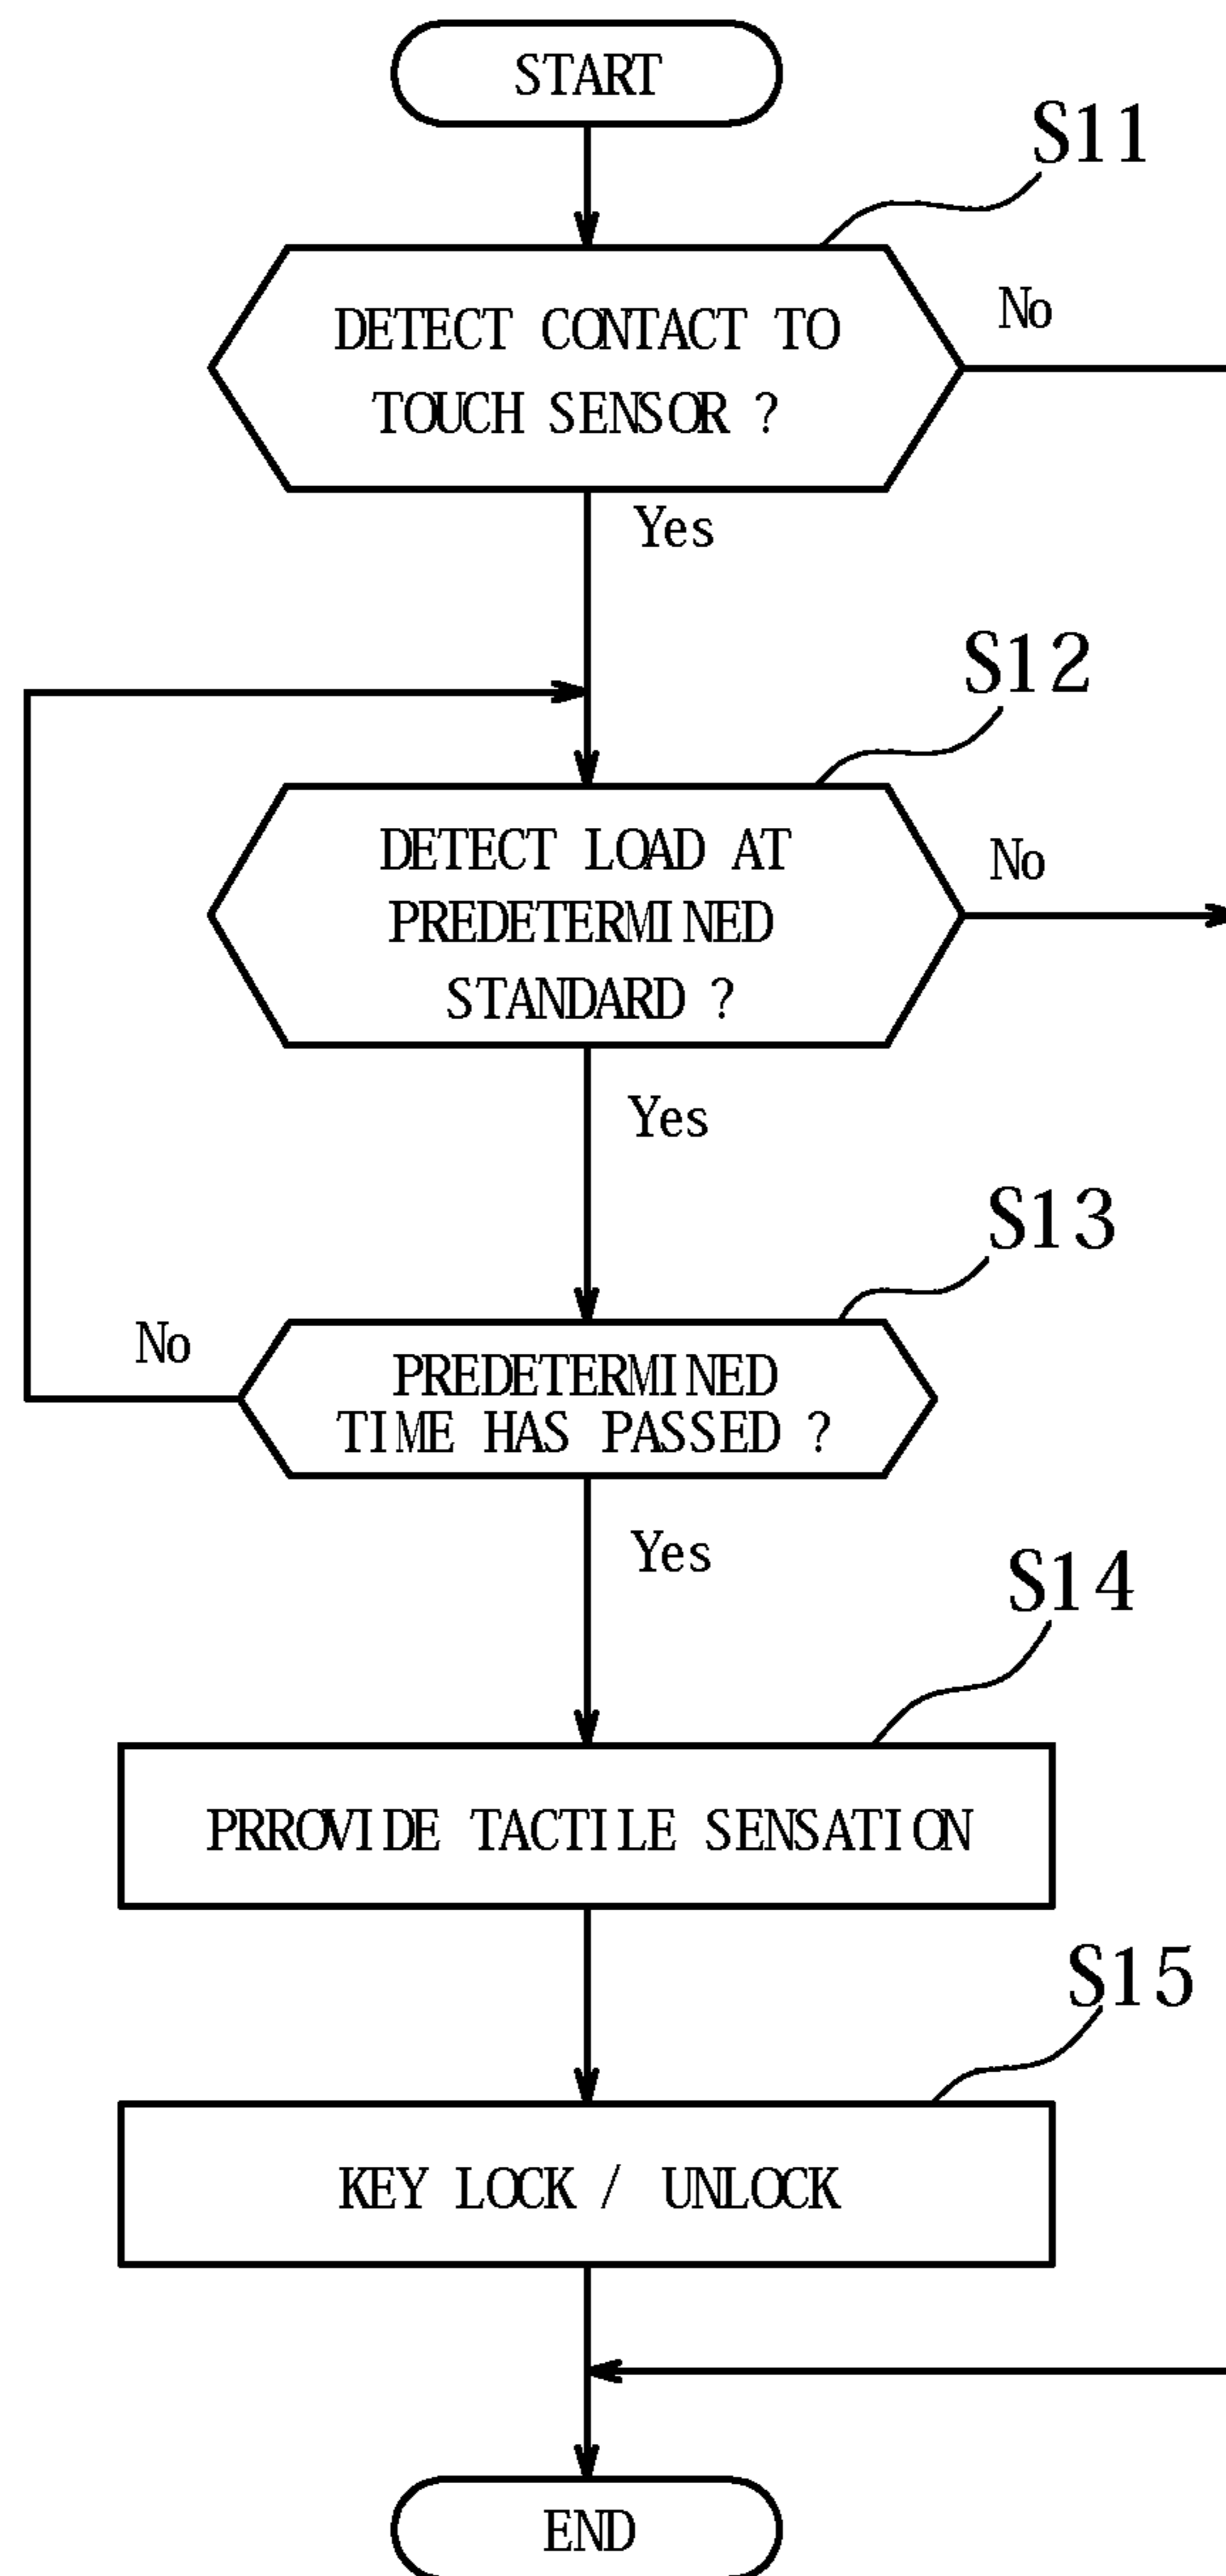 START
S11
DETECT CONTACT TO
TOUCH SENSOR ?
No
Yes
S12
DETECT LOAD AT
PREDETERMINED
STANDARD ?
No
Yes
S13
No
PREDETERMINED
TIME HAS PASSED ?
Yes
S14
PRROVIDE TACTILE SENSATION
S15
KEY LOCK / UNLOCK
END